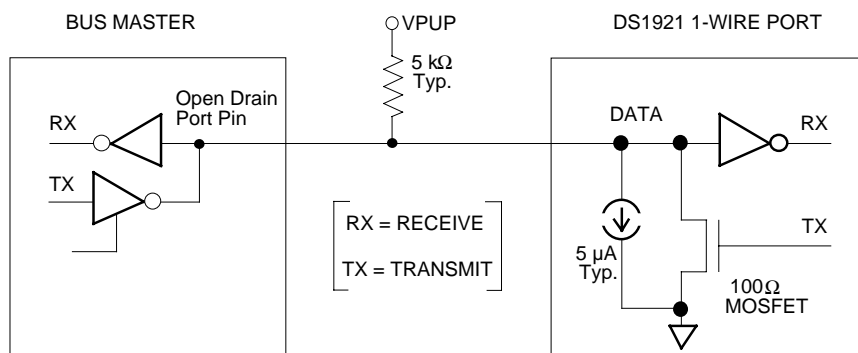 BUS MASTER
VPUP
DS1921 1-WIRE PORT
5 kΩ
Typ.
Open Drain
Port Pin
RX
DATA
RX
TX
RX = RECEIVE
TX = TRANSMIT
5 µA
Typ.
TX
100Ω
MOSFET